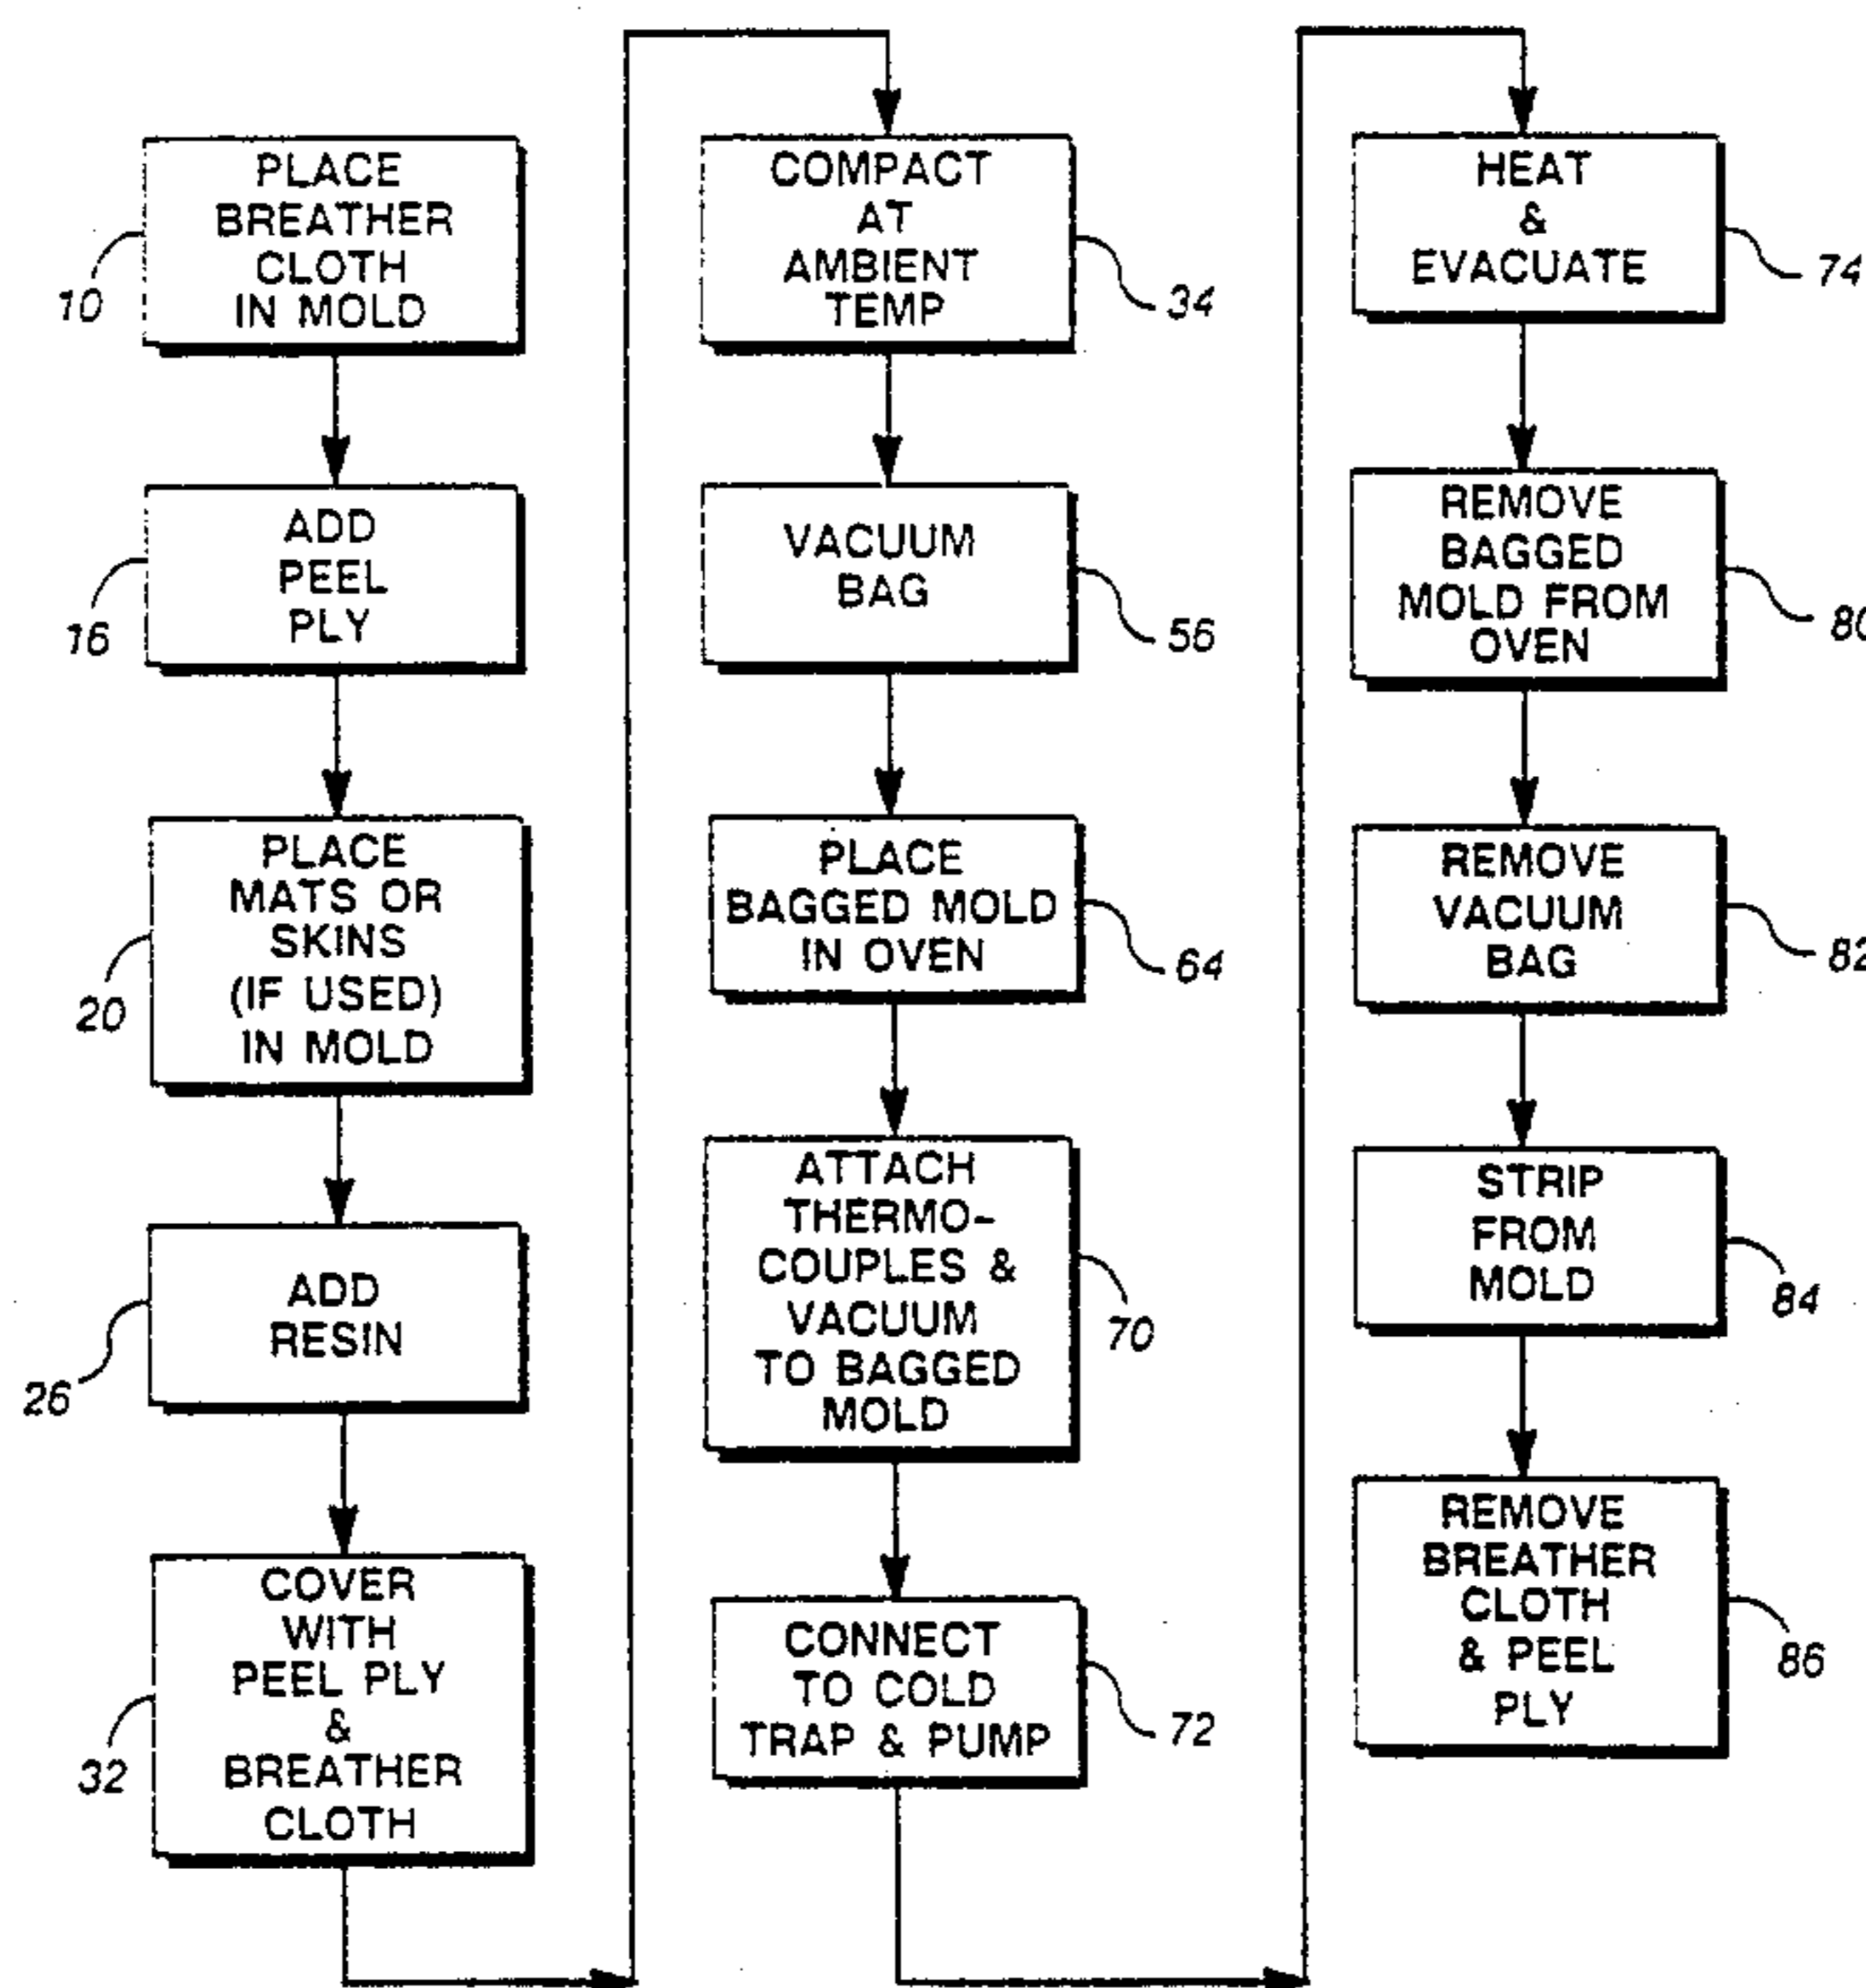 PLACE
BREATHER
CLOTH
IN MOLD
10
ADD
PEEL
PLY
16
PLACE
MATS OR
SKINS
(IF USED)
IN MOLD
20
ADD
RESIN
26
COVER
WITH
PEEL PLY
&
BREATHER
CLOTH
32
COMPACT
AT
AMBIENT
TEMP
34
VACUUM
BAG
56
PLACE
BAGGED MOLD
IN OVEN
64
ATTACH
THERMO-
COUPLES &
VACUUM
TO BAGGED
MOLD
70
CONNECT
TO COLD
TRAP & PUMP
72
HEAT
&
EVACUATE
74
REMOVE
BAGGED
MOLD FROM
OVEN
80
REMOVE
VACUUM
BAG
82
STRIP
FROM
MOLD
84
REMOVE
BREATHER
CLOTH
& PEEL
PLY
86